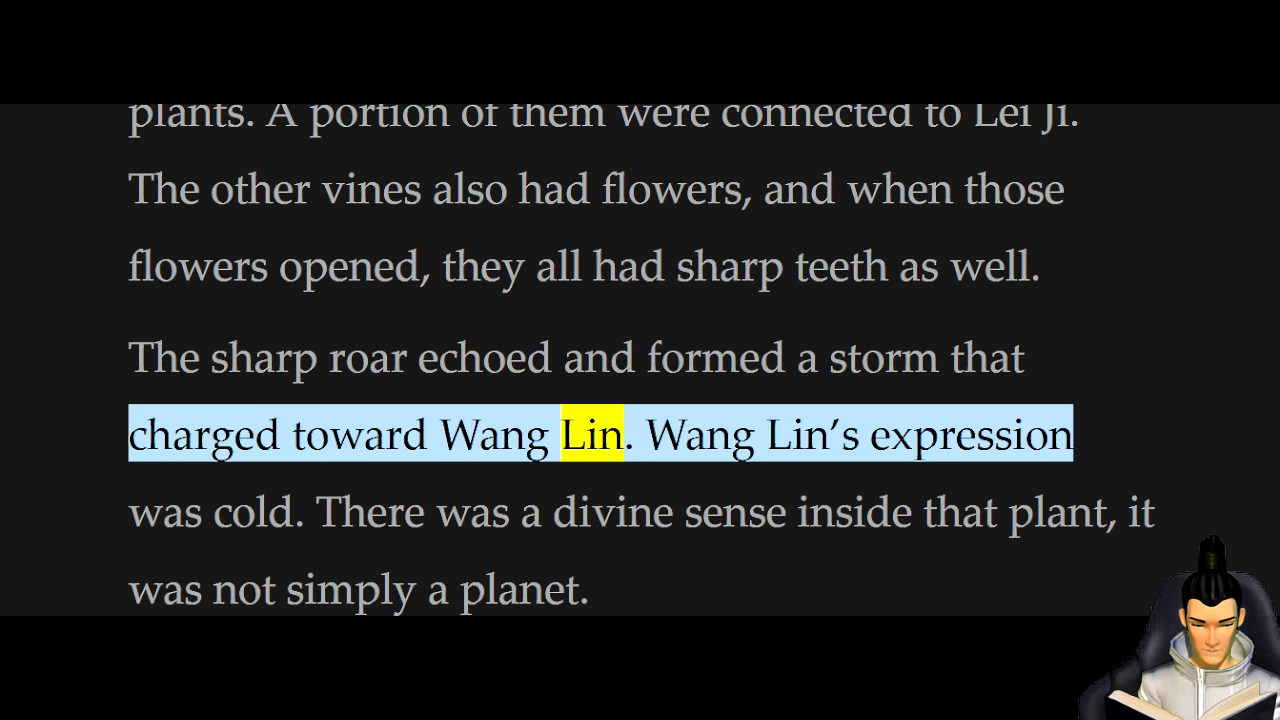 plants. A portion of them were connected to Lei Ji.
The other vines also had flowers, and when those
flowers opened, they all had sharp teeth as well.
The sharp roar echoed and formed a storm that
charged toward Wang Lin. Wang Lin’s expression
was cold. There was a divine sense inside that plant, it
was not simply a planet.